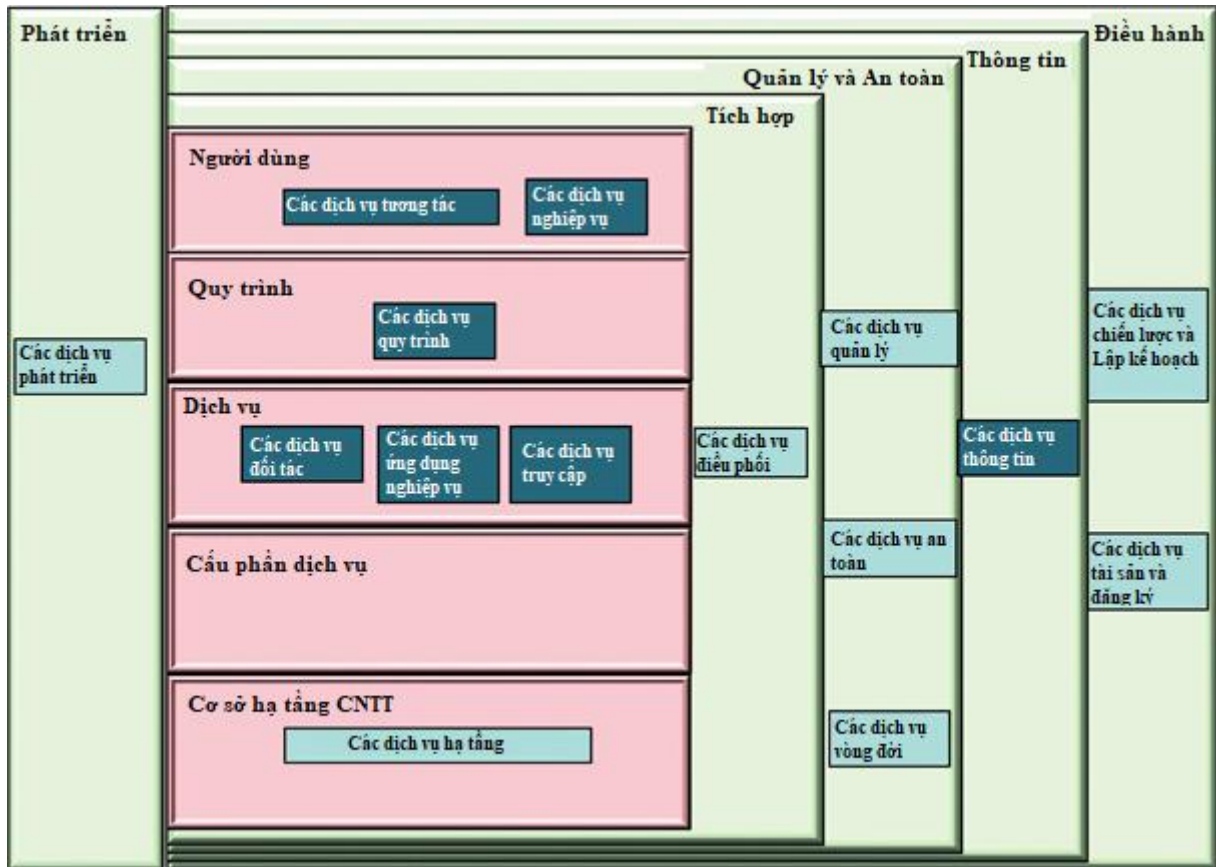 Phát triển
Điều hành
Thông tin
Quản lý và An toàn
Tích hợp
Người dùng
Các dịch vụ tương tác
Các dịch vụ
nghiệp vụ
Quy trình
Các dịch vụ
quy trình
Các dịch vụ
quản lý
Các dịch vụ
chiến lược và
Lập kế hoạch
Các dịch vụ
phát triển
Dịch vụ
Các dịch vụ
đối tác
Các dịch vụ
ứng dụng
nghiệp vụ
Các dịch vụ
truy cập
Các dịch vụ
điều phối
Các dịch vụ
thông tin
Cấu phần dịch vụ
Các dịch vụ an
toàn
Các dịch vụ
tài sản và
đăng ký
Cơ sở hạ tầng CNTT
Các dịch vụ hạ tầng
Các dịch vụ
vòng đời